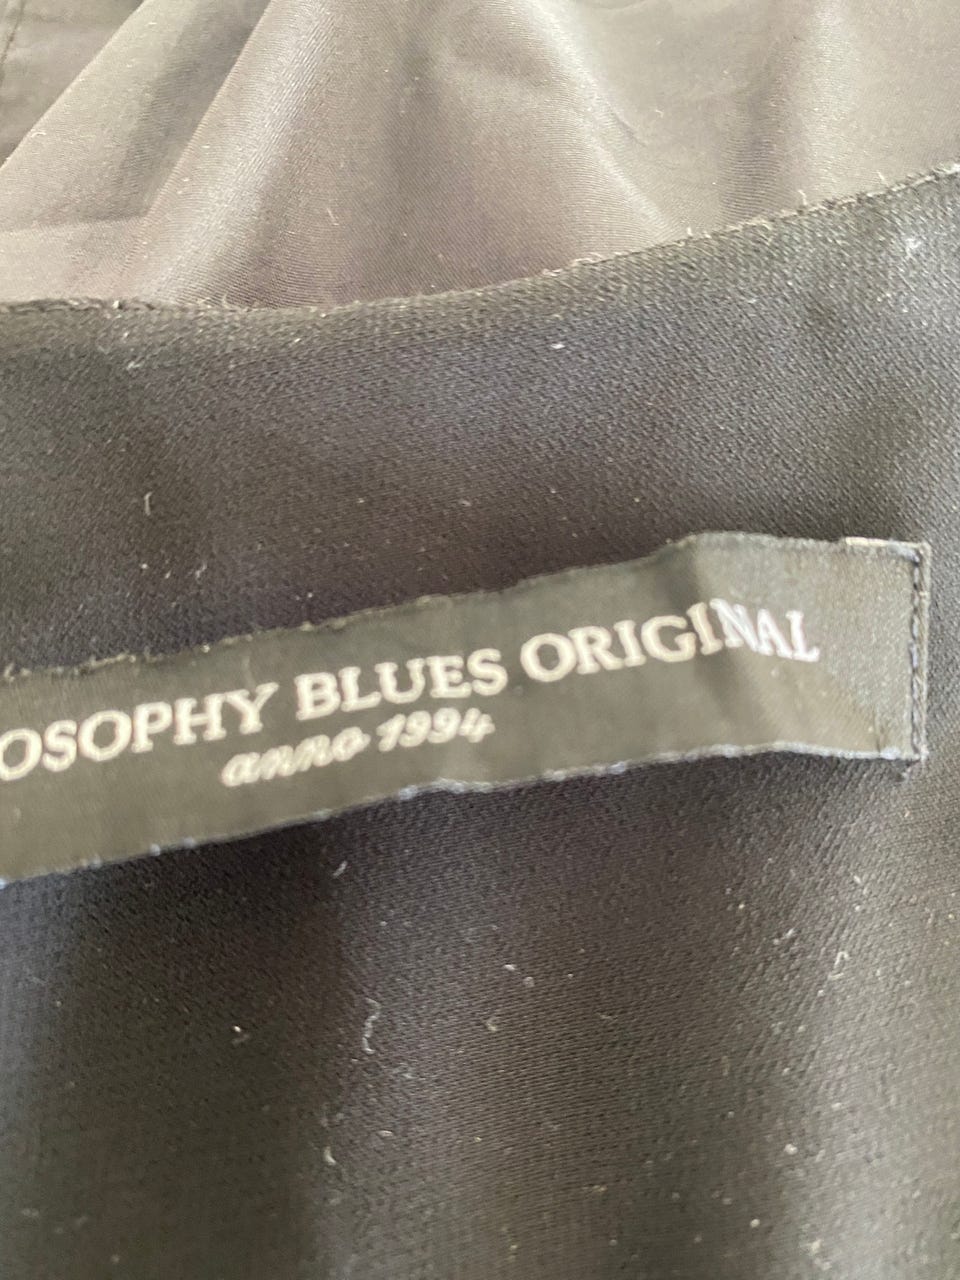 OSOPHY BLUES ORIGINAL
anno 1994